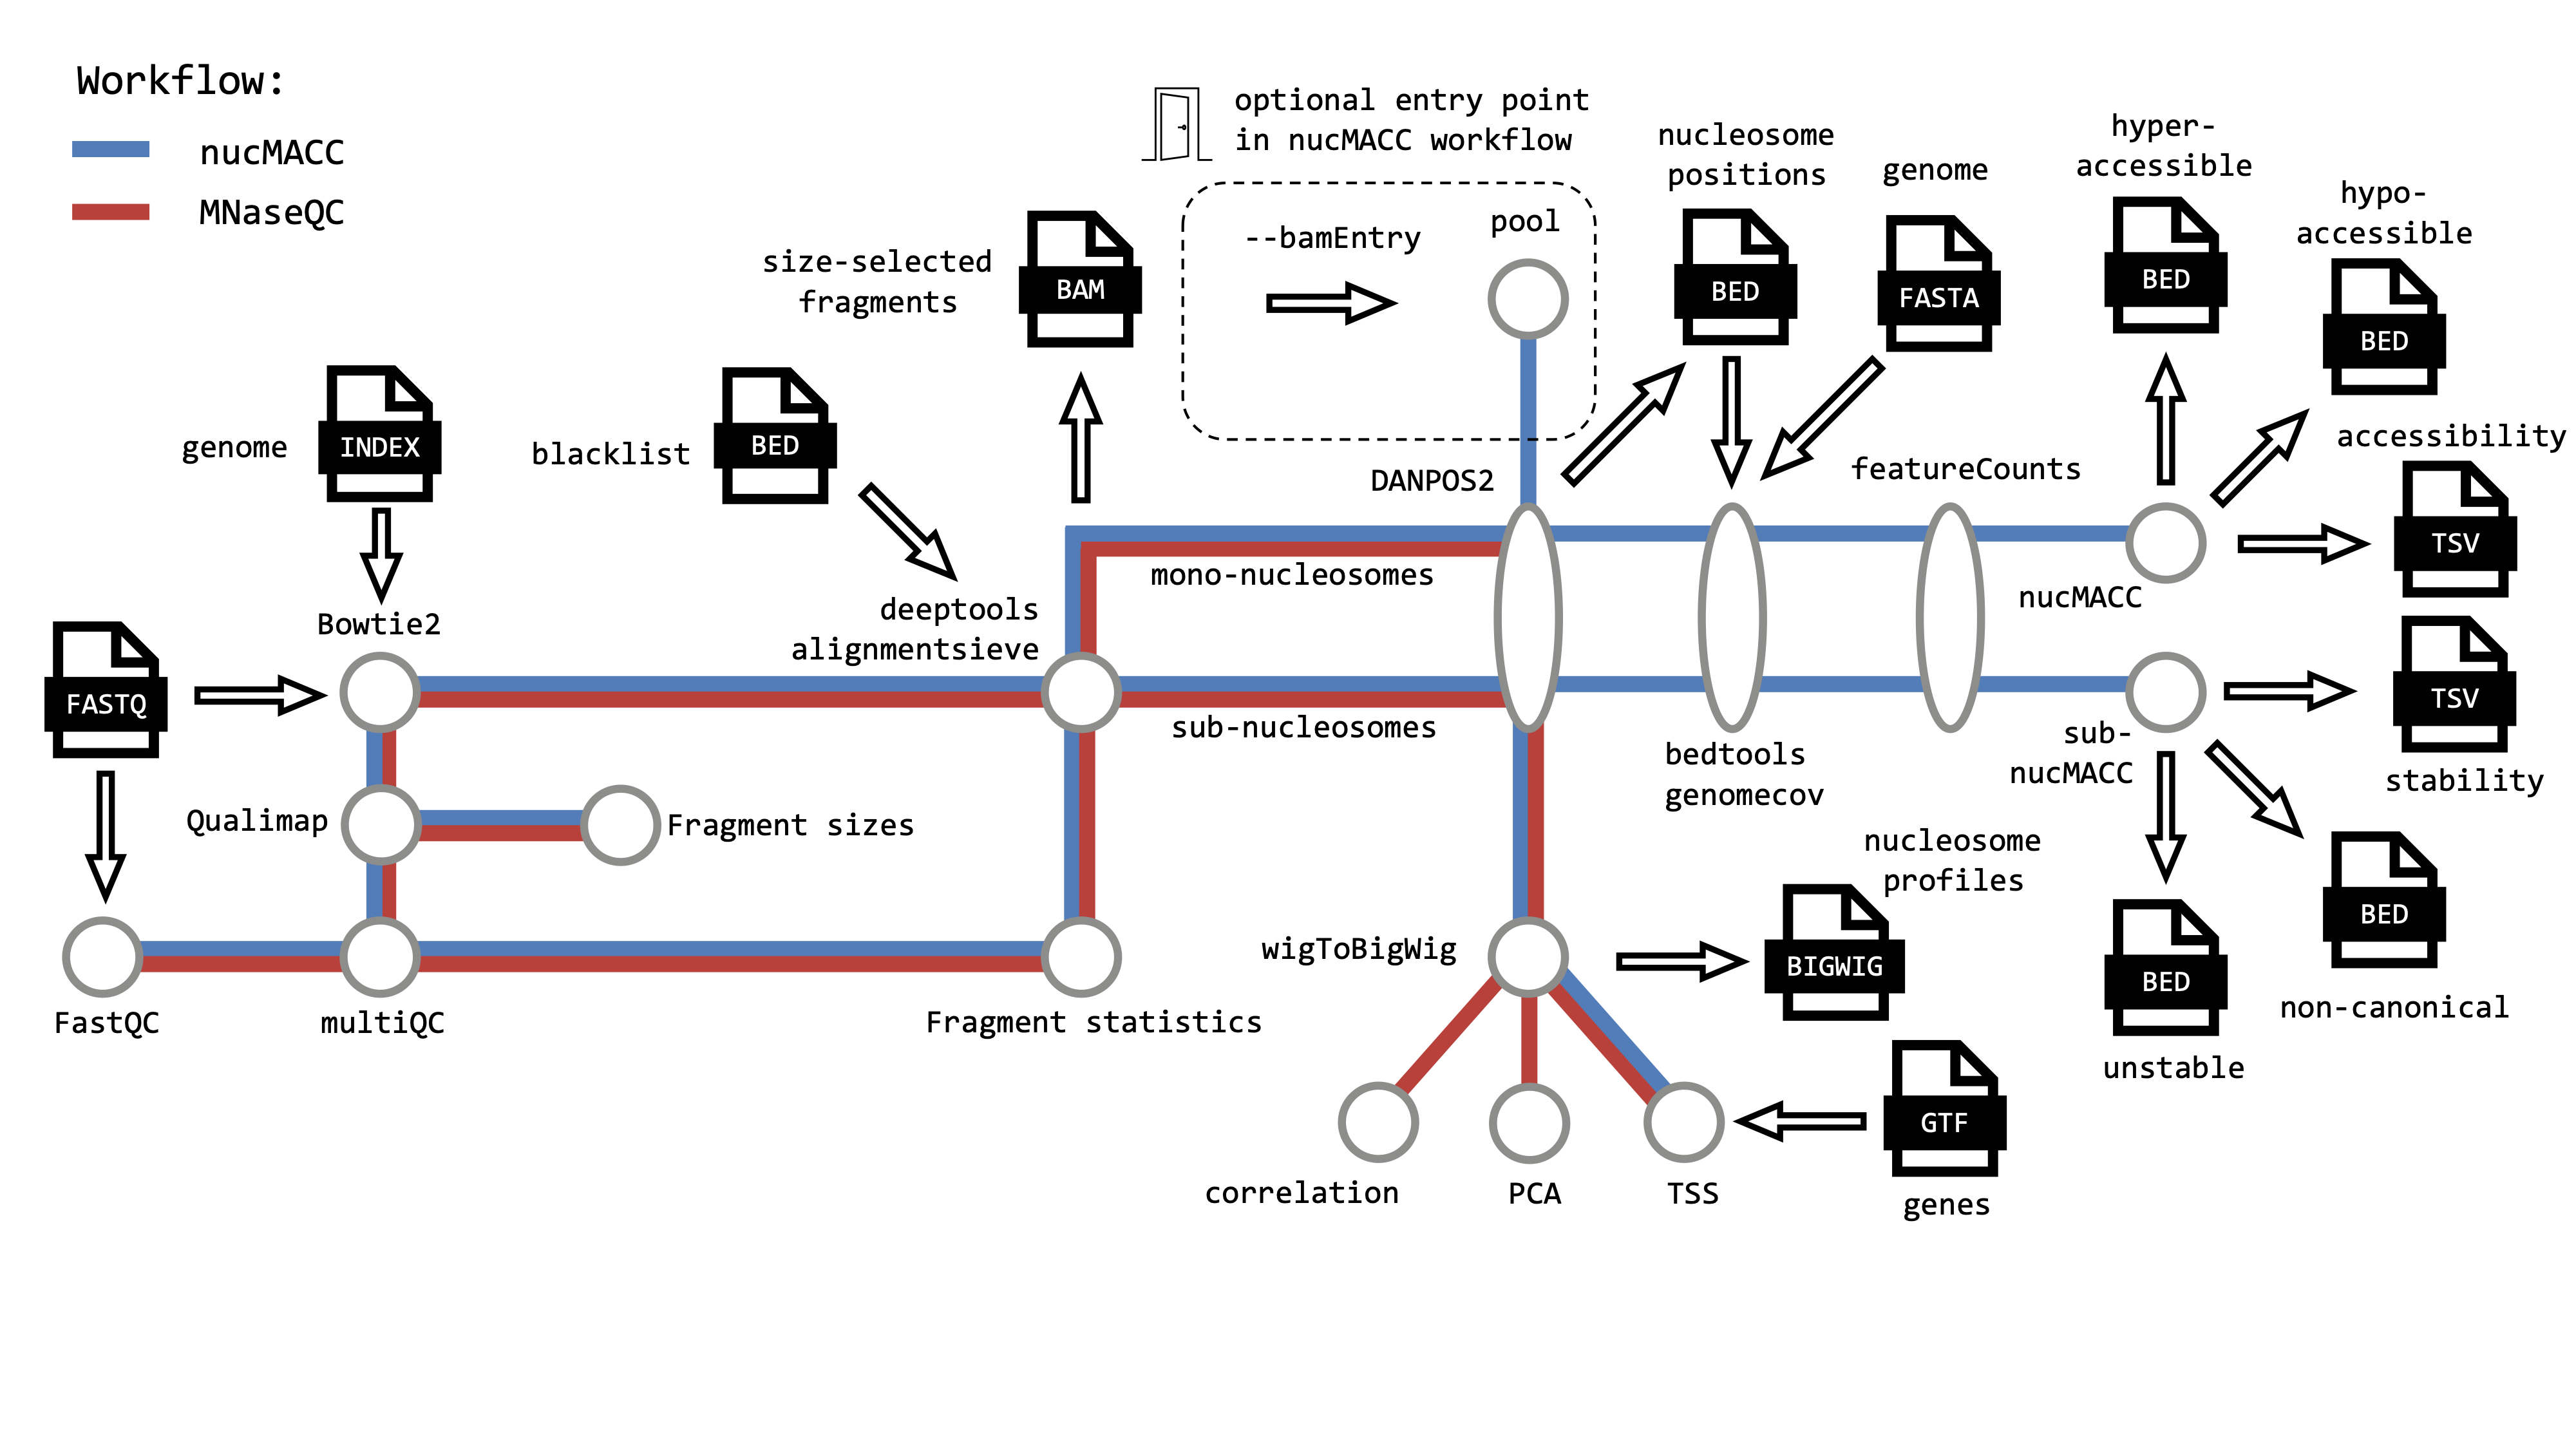 Workflow:
nucMACC
MNaseQC
optional entry point
in nucMACC workflow
--bamEntry
pool
nucleosome
positions
BED
genome
FASTA
hyper-
accessible
BED
hypo-
accessible
BED
size-selected
fragments
BAM
genome
INDEX
blacklist
BED
DANPOS2
featureCounts
accessibility
TSV
mono-nucleosomes
nucMACC
deeptools
alignmentsieve
Bowtie2
FASTQ
sub-nucleosomes
sub-
nucMACC
TSV
stability
bedtools
genomecov
Qualimap
Fragment sizes
nucleosome
profiles
BIGWIG
wigToBigWig
BED
non-canonical
BED
unstable
FastQC
multiQC
Fragment statistics
correlation
PCA
TSS
GTF
genes